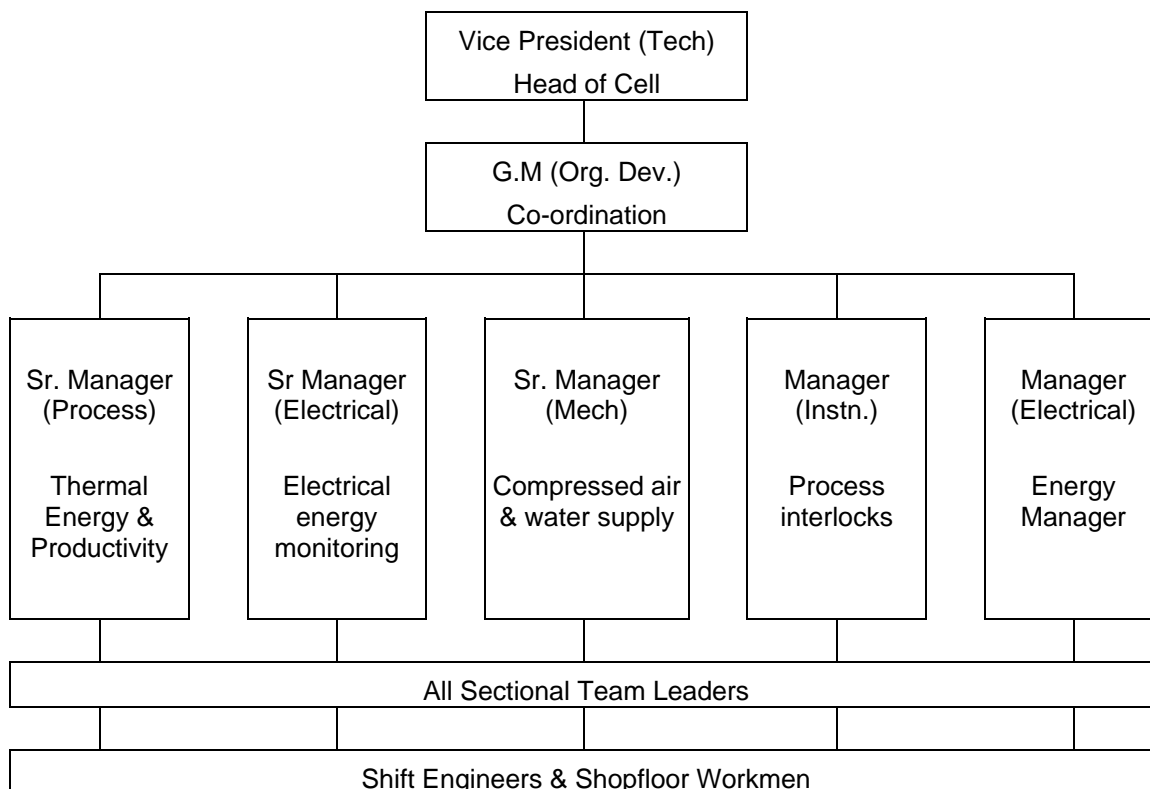 Vice President (Tech)
Head of Cell
G.M (Org. Dev.)
Co-ordination
Sr. Manager
(Process)
Thermal
Energy &
Productivity
Sr Manager
(Electrical)
Electrical
energy
monitoring
Sr. Manager
(Mech)
Compressed air
& water supply
Manager
(Instn.)
Process
interlocks
Manager
(Electrical)
Energy
Manager
All Sectional Team Leaders
Shift Engineers & Shopfloor Workmen